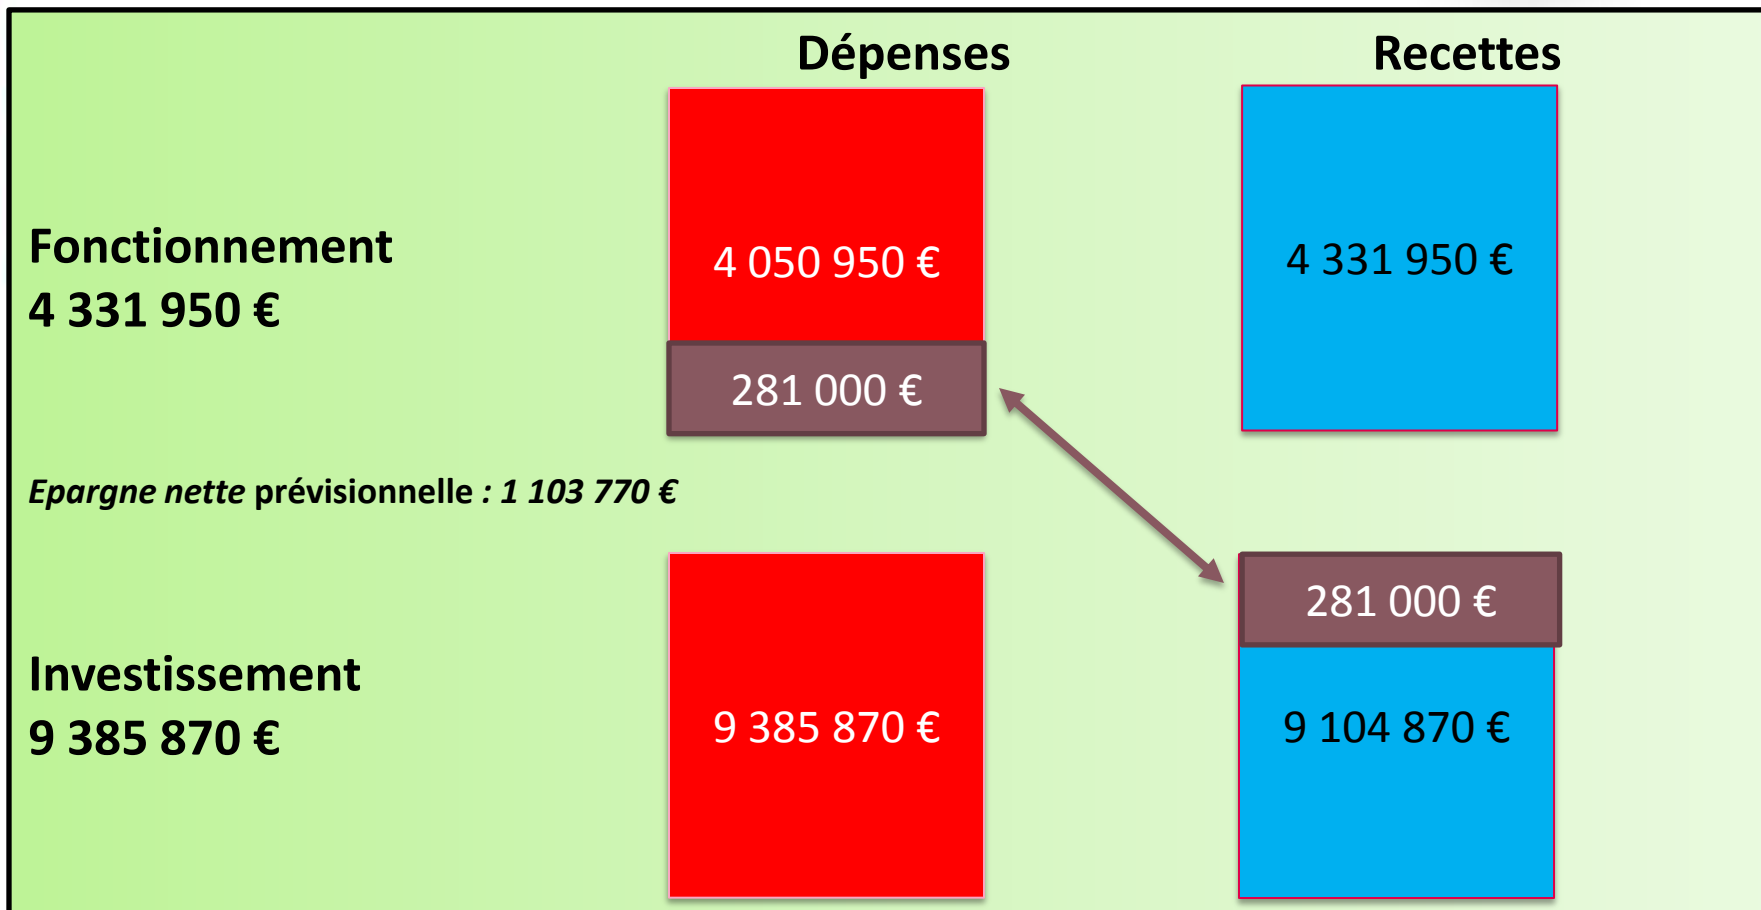 Dépenses
Recettes
Fonctionnement
4 331 950 €
4 050 950 €
4 331 950 €
281 000 €
Epargne nette prévisionnelle : 1 103 770 €
281 000 €
Investissement
9 385 870 €
9 385 870 €
9 104 870 €